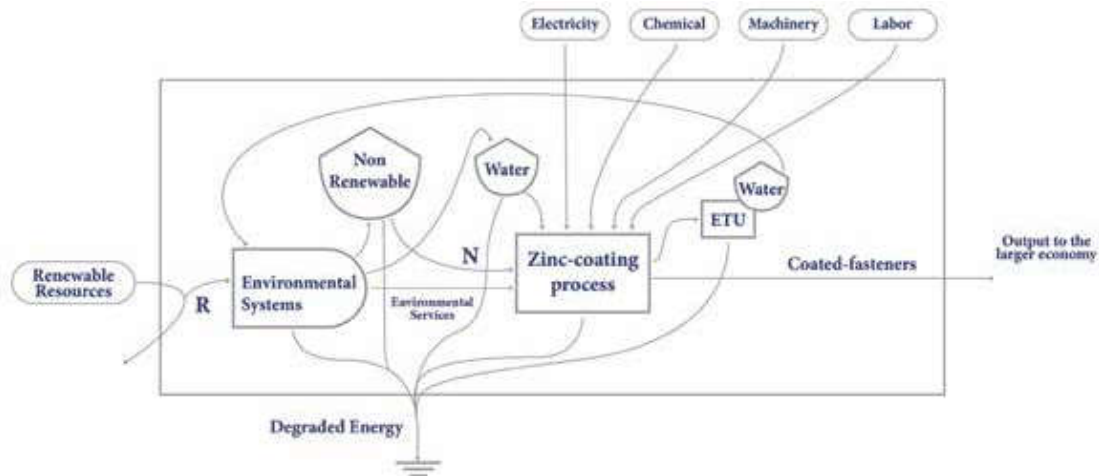 Electricity
Chemical
Machinery
Labor
Non
Renewable
Water
Water
ETU
N
Zinc-coating
process
Output to the
larger economy
Renewable
Resources
R
Environmental
Systems
Environmental
Services
Coated-fasteners
Degraded Energy